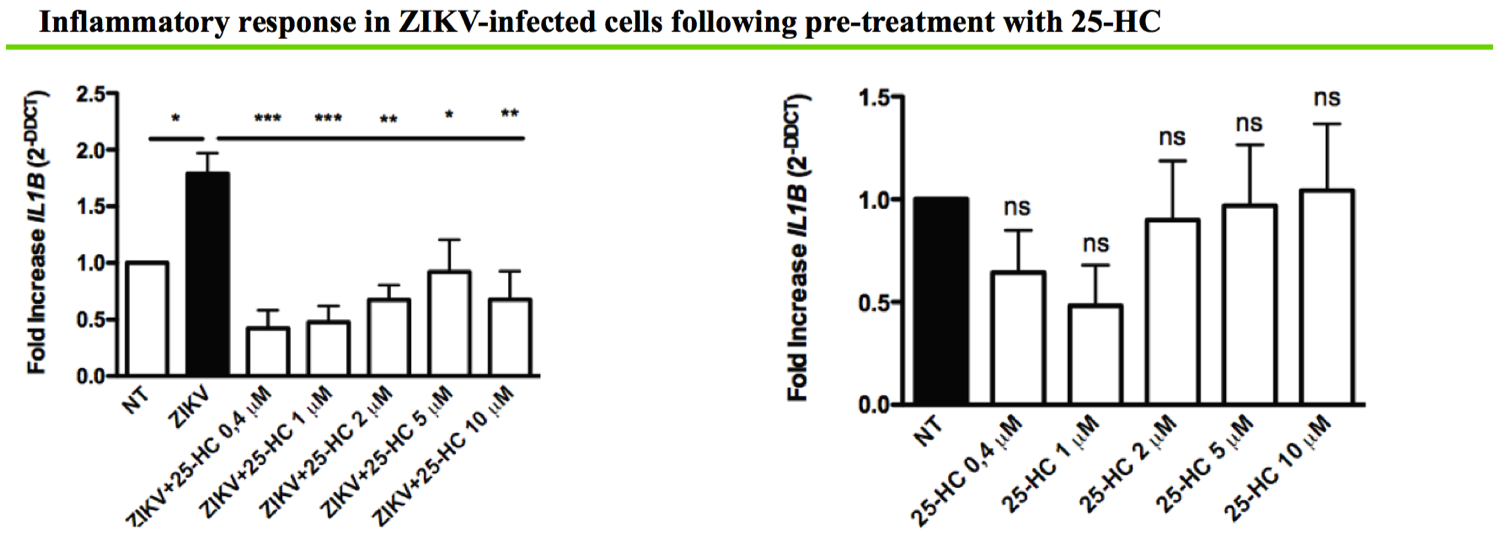 Inflammatory response in ZIKV-infected cells following pre-treatment with 25-HC
Fold Increase IL1B (2-DDCT)
2.5
2.0
1.5
1.0
0.5
0.0
* *** *** ** * **
NT
ZIKV
ZIKV+25-HC 0,4 μM
ZIKV+25-HC 1 μM
ZIKV+25-HC 2 μM
ZIKV+25-HC 5 μM
ZIKV+25-HC 10 μM
Fold Increase IL1B (2-DDCT)
1.5
1.0
0.5
0.0
ns
ns
ns
ns
ns
NT
25-HC 0,4 μM
25-HC 1 μM
25-HC 2 μM
25-HC 5 μM
25-HC 10 μM